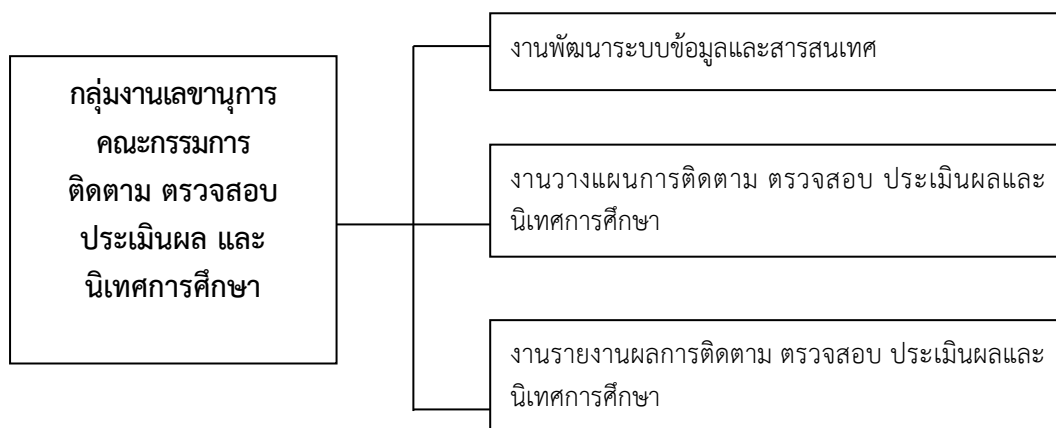 กลุ่มงานเลขานุการ
คณะกรรมการ
ติดตาม ตรวจสอบ
ประเมินผล และ
นิเทศการศึกษา
งานพัฒนาระบบข้อมูลและสารสนเทศ
งานวางแผนการติดตาม ตรวจสอบ ประเมินผลและ
นิเทศการศึกษา
งานรายงานผลการติดตาม ตรวจสอบ ประเมินผลและ
นิเทศการศึกษา